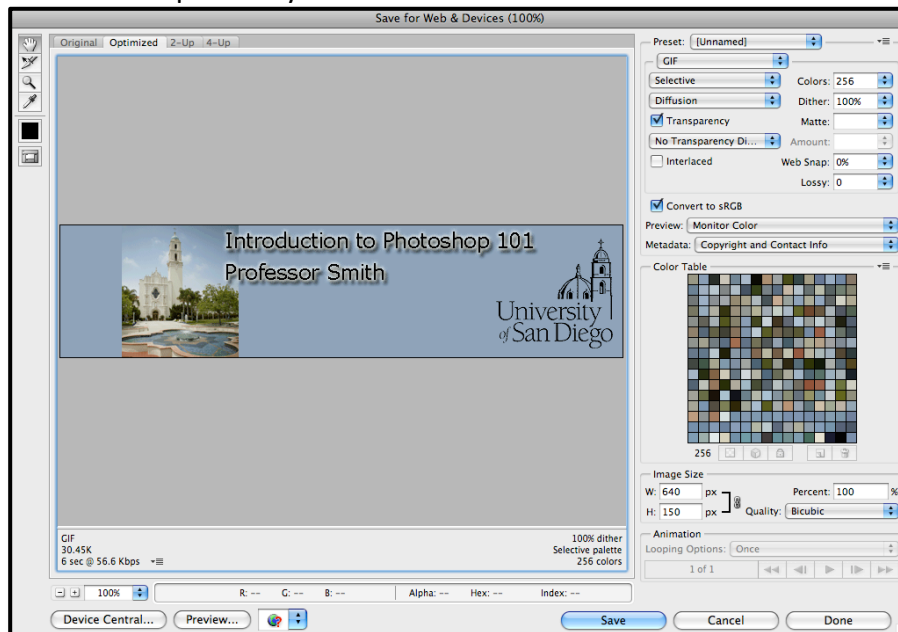 Save for Web & Devices (100%)
Original Optimized 2-Up 4-Up
Introduction to Photoshop 101
Professor Smith
University
of San Diego
GIF
30.45K
6 sec @ 56.6 Kbps
100% dither
Selective palette
256 colors
100% R: -- G: -- B: -- Alpha: -- Hex: -- Index: --
Device Central... Preview... Save Cancel Done
Preset: [Unnamed]
GIF
Selective Colors: 256
Diffusion Dither: 100%
Transparency Matte:
No Transparency Di... Amount:
Interlaced Web Snap: 0%
Lossy: 0
Convert to sRGB
Preview: Monitor Color
Metadata: Copyright and Contact Info
Color Table
256
Image Size
W: 640 px Percent: 100 %
H: 150 px Quality: Bicubic
Animation
Looping Options: Once
1 of 1